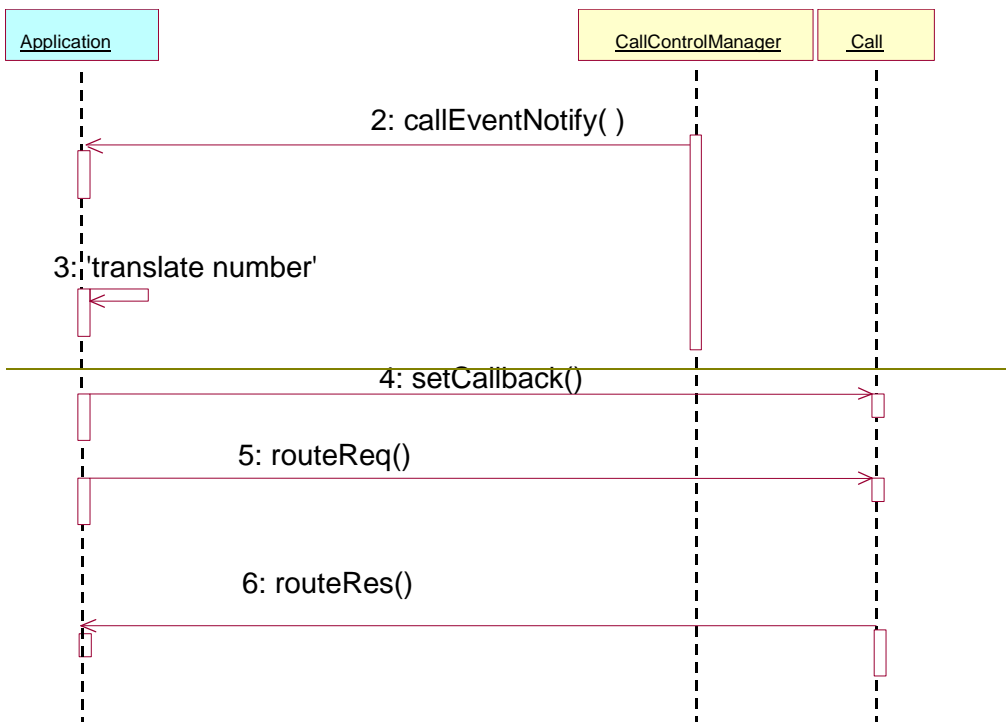 Application
CallControlManager
Call
2: callEventNotify( )
3: 'translate number'
4: setCallback()
5: routeReq()
6: routeRes()